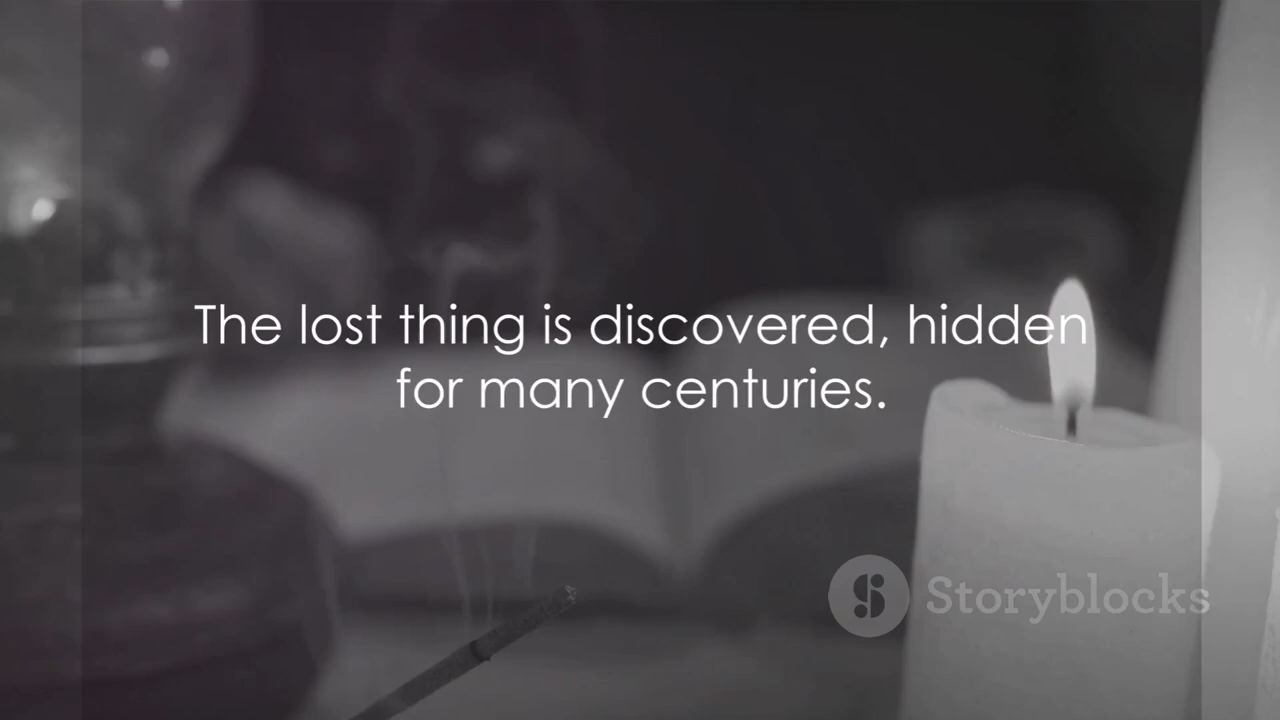 The lost thing is discovered, hidden
for many centuries.
Storyblocks